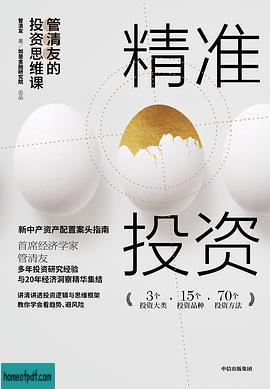 管清友的
投资思维课
管清友 著 如是金融研究院 出品
精准
投资
新中产资产配置案头指南
首席经济学家
管清友
多年投资研究经验
与20年经济洞察精华集结
讲清讲透投资逻辑与思维框架
教你学会看趋势、避风险
3个 投资大类 · 15个 投资品种 · 70个 投资方法
中信出版集团
homeofpdf.com